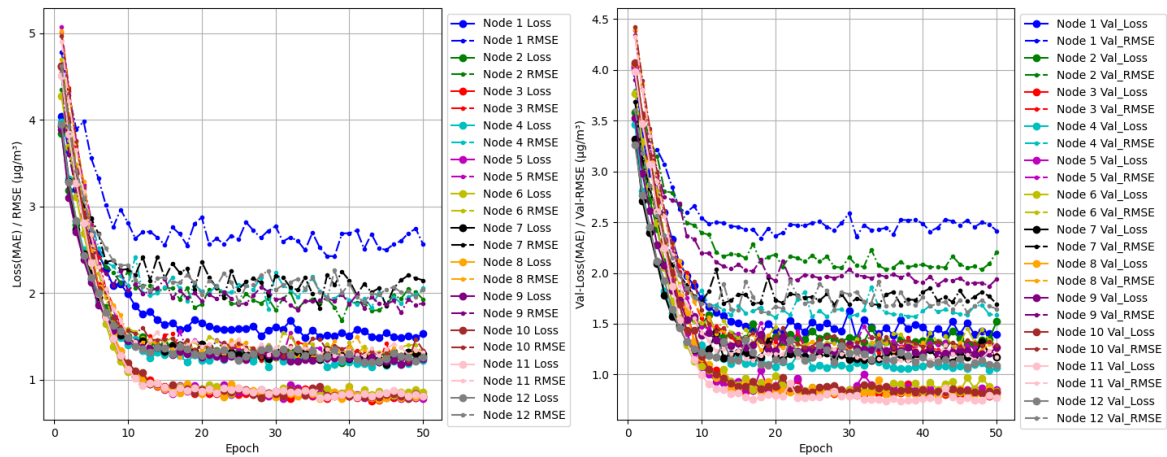 Loss(MAE) / RMSE (μg/m³)
5
4
3
2
1
0
10
20
30
40
50
Epoch
Node 1 Loss
Node 1 RMSE
Node 2 Loss
Node 2 RMSE
Node 3 Loss
Node 3 RMSE
Node 4 Loss
Node 4 RMSE
Node 5 Loss
Node 5 RMSE
Node 6 Loss
Node 6 RMSE
Node 7 Loss
Node 7 RMSE
Node 8 Loss
Node 8 RMSE
Node 9 Loss
Node 9 RMSE
Node 10 Loss
Node 10 RMSE
Node 11 Loss
Node 11 RMSE
Node 12 Loss
Node 12 RMSE
Val-Loss(MAE) / Val-RMSE (μg/m³)
4.5
4.0
3.5
3.0
2.5
2.0
1.5
1.0
0
10
20
30
40
50
Epoch
Node 1 Val_Loss
Node 1 Val_RMSE
Node 2 Val_Loss
Node 2 Val_RMSE
Node 3 Val_Loss
Node 3 Val_RMSE
Node 4 Val_Loss
Node 4 Val_RMSE
Node 5 Val_Loss
Node 5 Val_RMSE
Node 6 Val_Loss
Node 6 Val_RMSE
Node 7 Val_Loss
Node 7 Val_RMSE
Node 8 Val_Loss
Node 8 Val_RMSE
Node 9 Val_Loss
Node 9 Val_RMSE
Node 10 Val_Loss
Node 10 Val_RMSE
Node 11 Val_Loss
Node 11 Val_RMSE
Node 12 Val_Loss
Node 12 Val_RMSE